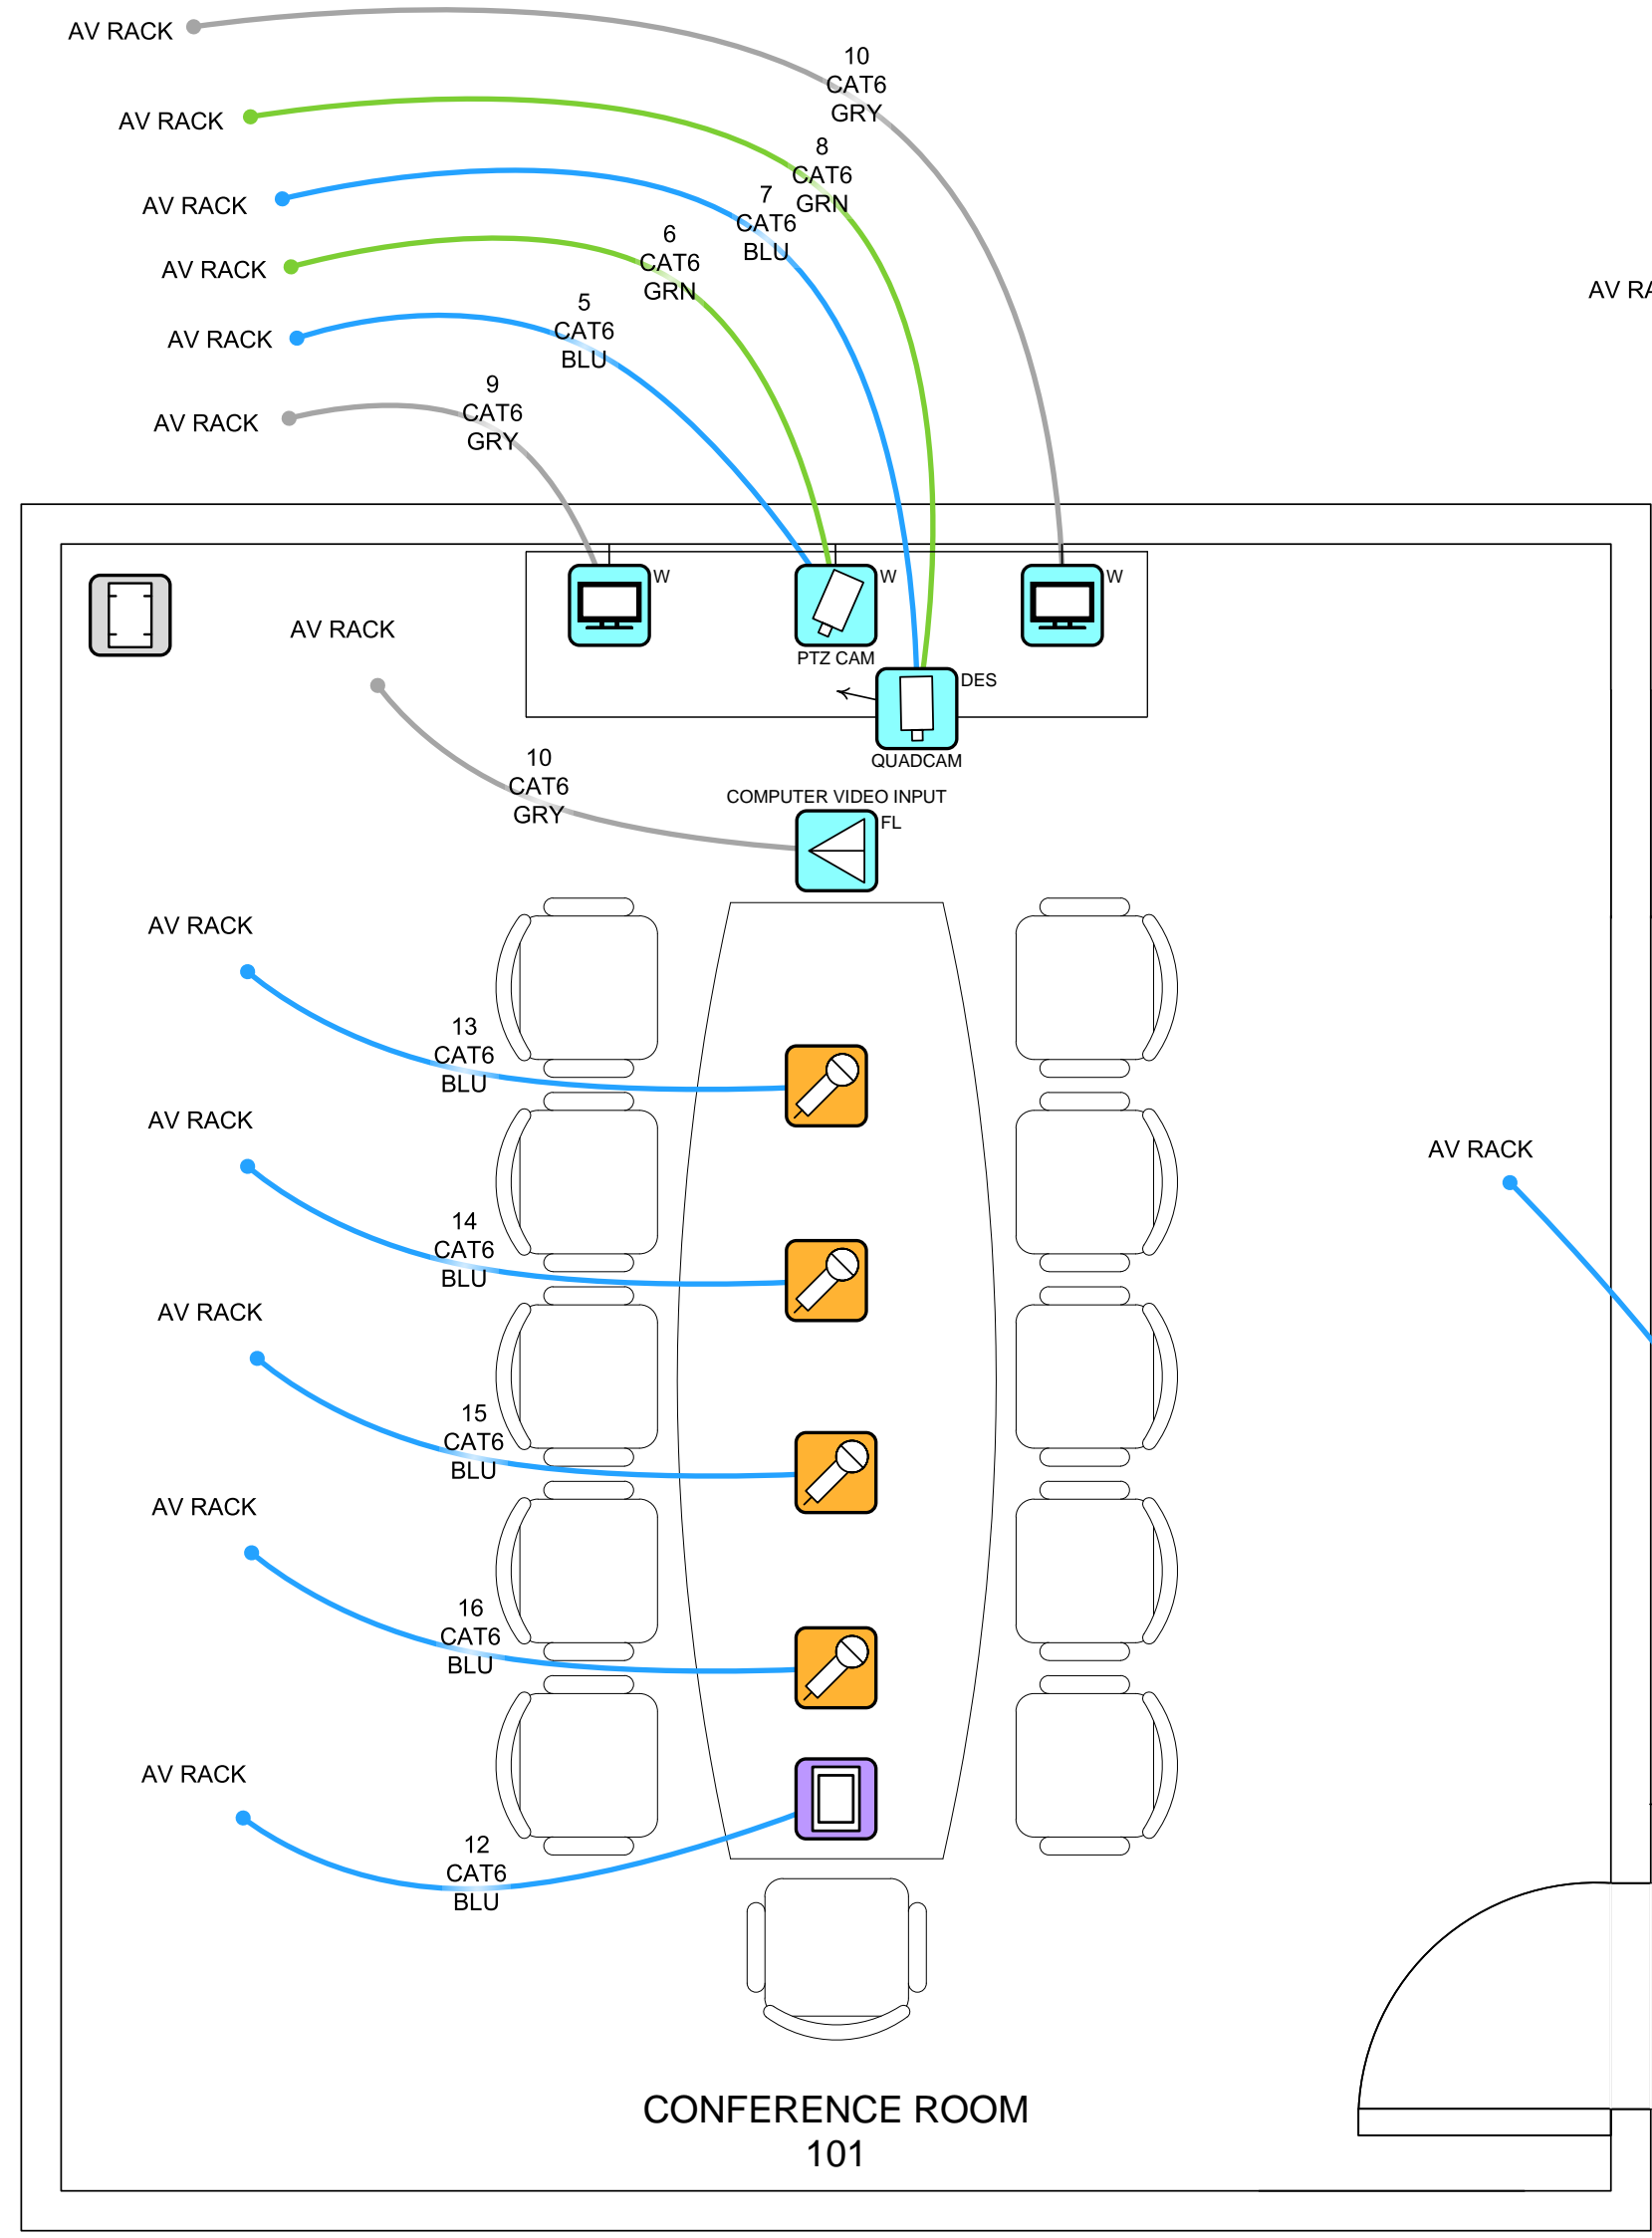 AV RACK
10
CAT6
GRY
AV RACK
8
CAT6
GRN
AV RACK
7
CAT6
BLU
AV RACK
6
CAT6
GRN
AV RA
AV RACK
5
CAT6
BLU
AV RACK
9
CAT6
GRY
W
W
W
AV RACK
PTZ CAM
DES
QUADCAM
10
CAT6
GRY
COMPUTER VIDEO INPUT
FL
AV RACK
13
CAT6
BLU
AV RACK
AV RACK
14
CAT6
BLU
AV RACK
15
CAT6
BLU
AV RACK
16
CAT6
BLU
AV RACK
12
CAT6
BLU
CONFERENCE ROOM
101